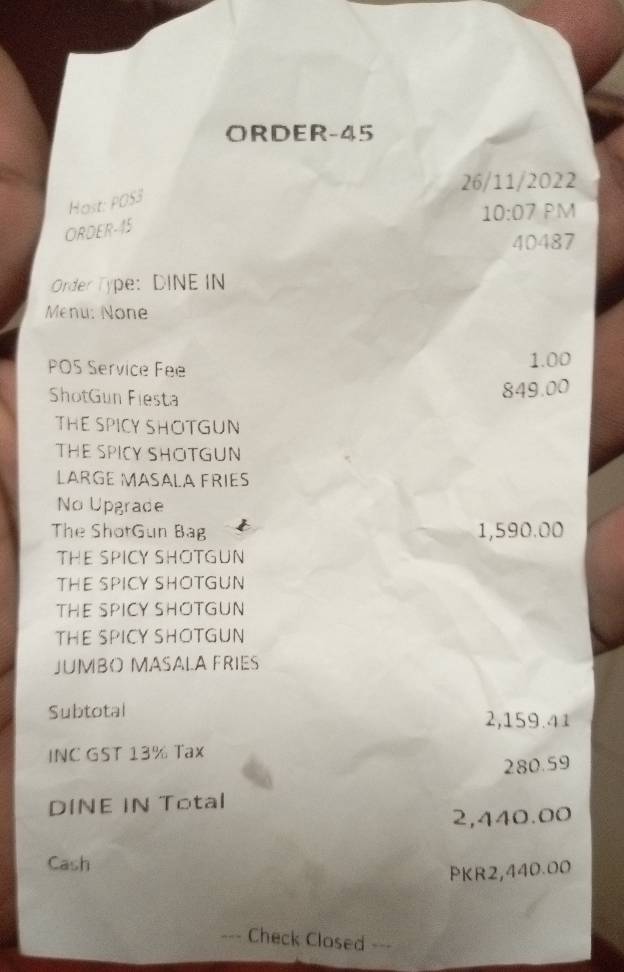 ORDER-45
26/11/2022
Host: POS3
10:07 PM
ORDER-45
40487
Order Type: DINE IN
Menu: None
POS Service Fee 1.00
ShotGun Fiesta 849.00
THE SPICY SHOTGUN
THE SPICY SHOTGUN
LARGE MASALA FRIES
No Upgrade
The ShotGun Bag 1,590.00
THE SPICY SHOTGUN
THE SPICY SHOTGUN
THE SPICY SHOTGUN
THE SPICY SHOTGUN
JUMBO MASALA FRIES
Subtotal 2,159.41
INC GST 13% Tax 280.59
DINE IN Total 2,440.00
Cash PKR2,440.00
--- Check Closed ---